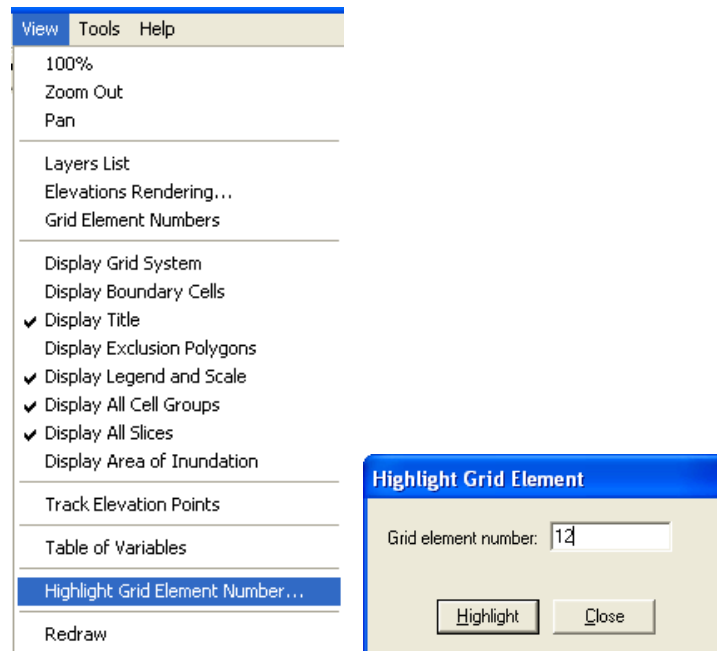 View Tools Help
100%
Zoom Out
Pan
Layers List
Elevations Rendering...
Grid Element Numbers
Display Grid System
Display Boundary Cells
Display Title
Display Exclusion Polygons
Display Legend and Scale
Display All Cell Groups
Display All Slices
Display Area of Inundation
Track Elevation Points
Table of Variables
Highlight Grid Element Number...
Redraw
Highlight Grid Element
Grid element number: 12
Highlight Close